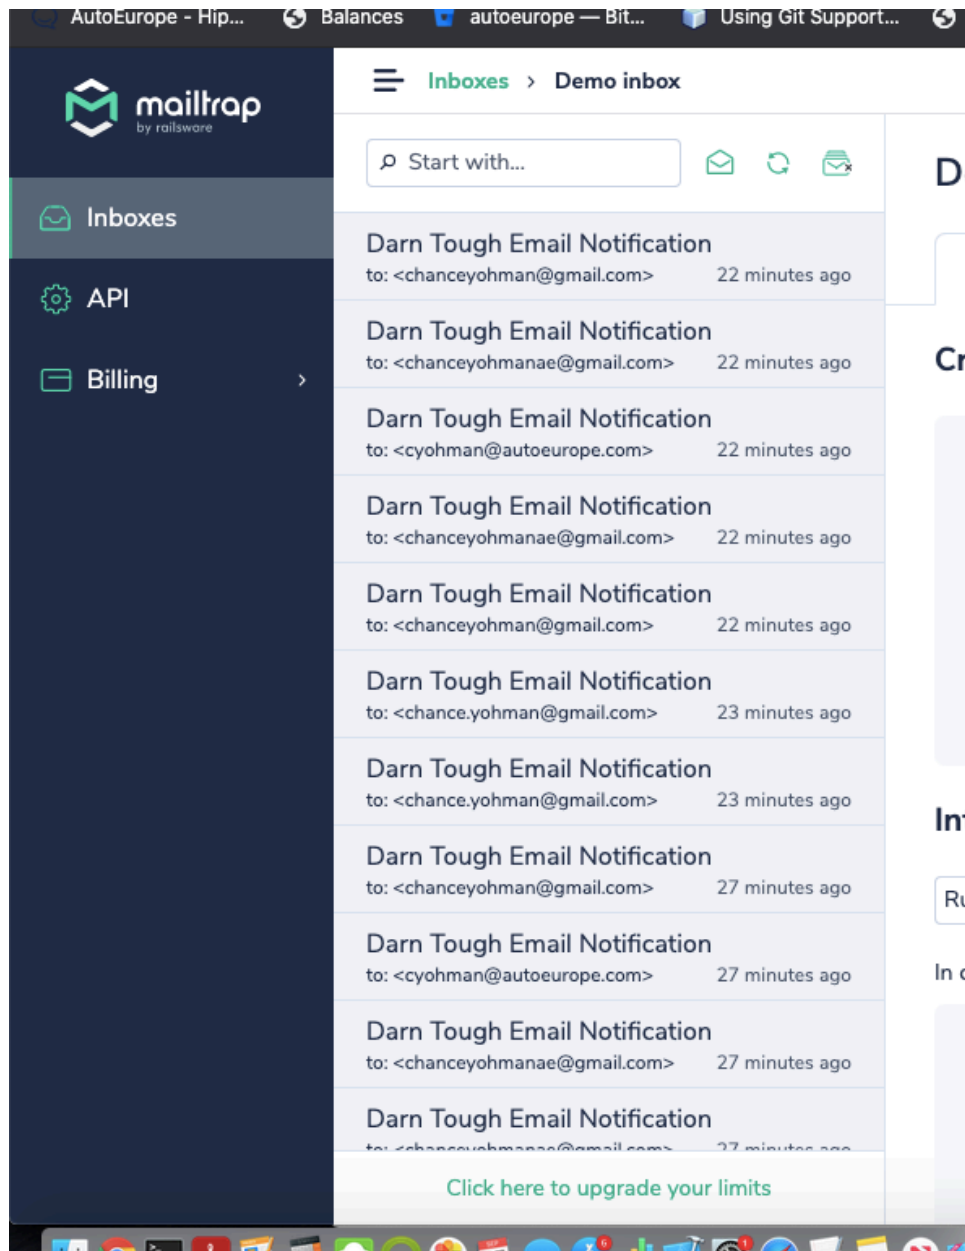 AutoEurope - Hip...
Balances
autoeurope — Bit...
Using Git Support...
mailtrap
by railsware
Inboxes
API
Billing
Inboxes > Demo inbox
Start with...
Darn Tough Email Notification
to: <chanceyohman@gmail.com> 22 minutes ago
Darn Tough Email Notification
to: <chanceyohmanae@gmail.com> 22 minutes ago
Darn Tough Email Notification
to: <cyohman@autoeurope.com> 22 minutes ago
Darn Tough Email Notification
to: <chanceyohmanae@gmail.com> 22 minutes ago
Darn Tough Email Notification
to: <chanceyohman@gmail.com> 22 minutes ago
Darn Tough Email Notification
to: <chance.yohman@gmail.com> 23 minutes ago
Darn Tough Email Notification
to: <chance.yohman@gmail.com> 23 minutes ago
Darn Tough Email Notification
to: <chanceyohman@gmail.com> 27 minutes ago
Darn Tough Email Notification
to: <cyohman@autoeurope.com> 27 minutes ago
Darn Tough Email Notification
to: <chanceyohmanae@gmail.com> 27 minutes ago
Darn Tough Email Notification
to: <chanceyohmanae@gmail.com> 27 minutes ago
Click here to upgrade your limits
D
Cr
In
Ru
In